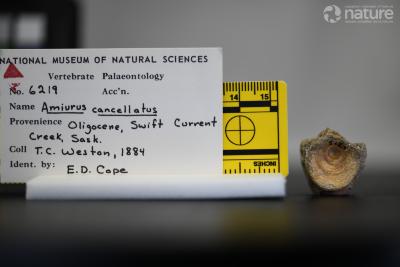 nature
NATIONAL MUSEUM OF NATURAL SCIENCES
Vertebrate Palaeontology
No. 6219 Acc'n.
Name Amiurus cancellatus
Provenience Oligocene, Swift Current
Creek, Sask.
Coll T.C. Weston, 1884
Ident. by: E.D. Cope
14 15
INCHES